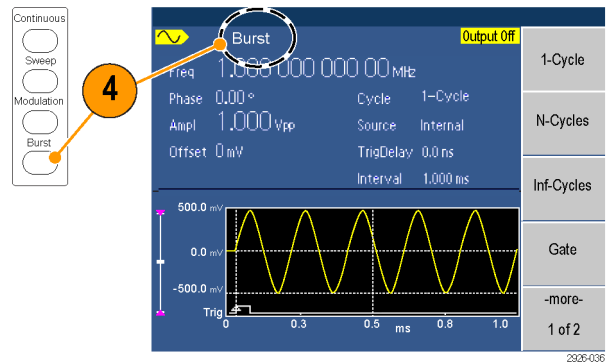 Continuous
Sweep
Modulation
Burst
4
Burst
Output Off
Freq 1.000 000 000 00 MHz
Phase 0.00 °
Cycle 1-Cycle
Ampl 1.000 Vpp
Source Internal
Offset 0 mV
TrigDelay 0.0 ns
Interval 1.000 ms
500.0 mV
0.0 mV
-500.0 mV
Trig
0 0.3 0.5 ms 0.8 1.0
1-Cycle
N-Cycles
Inf-Cycles
Gate
-more-
1 of 2
2926-036